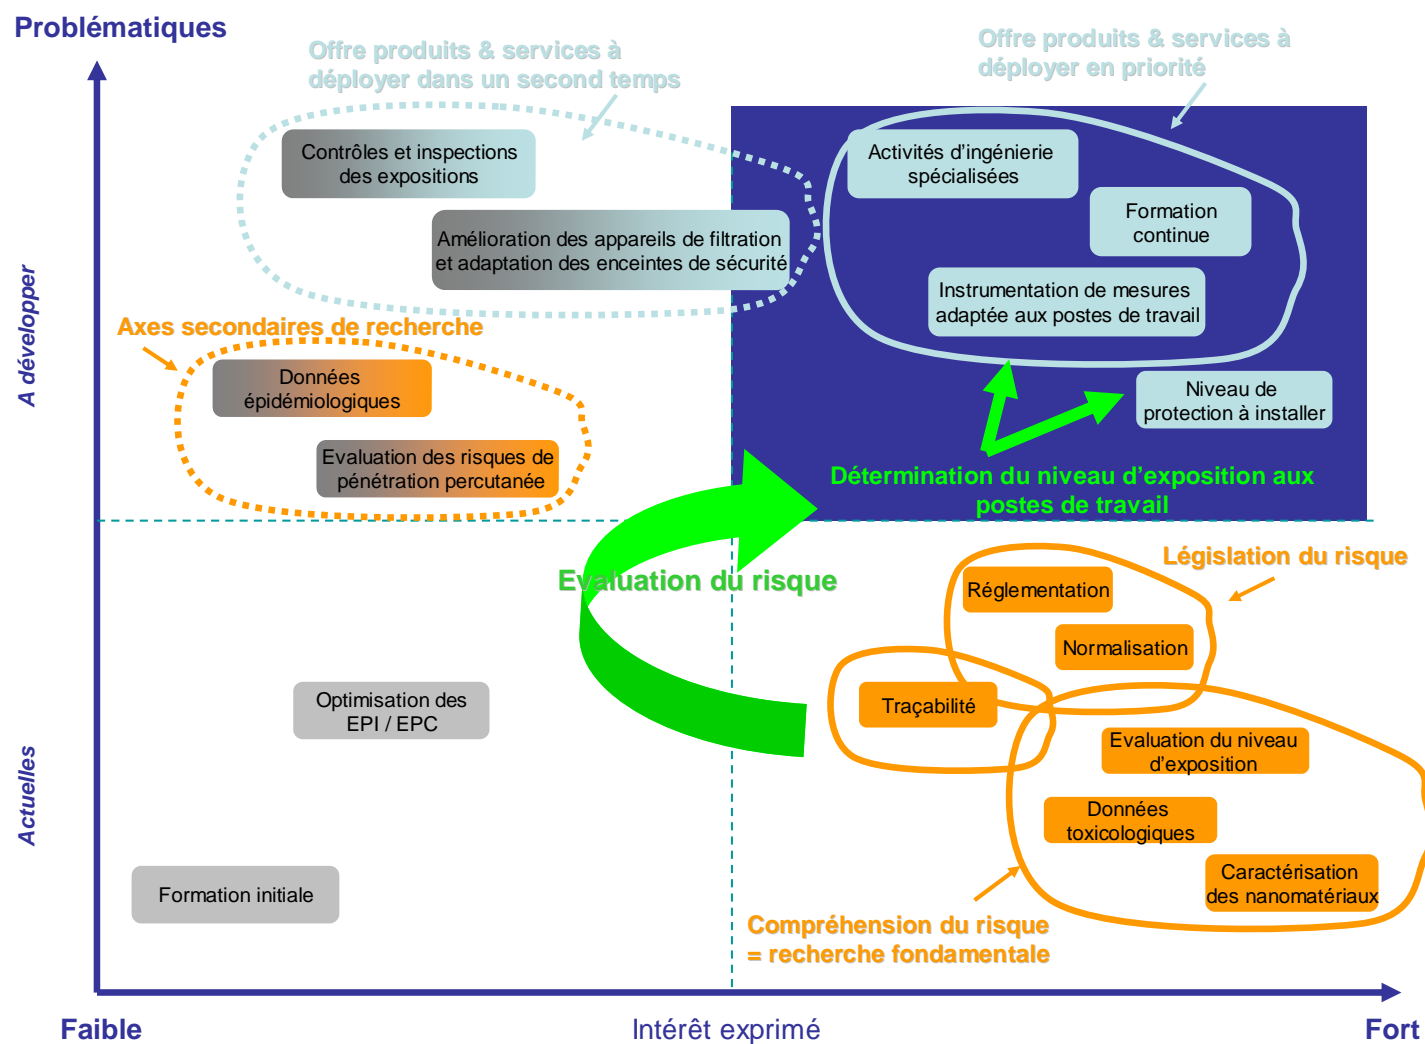 Problématiques
Offre produits & services à
déployer dans un second temps
Offre produits & services à
déployer en priorité
Contrôles et inspections
des expositions
Activités d'ingénierie
spécialisées
Formation
continue
Amélioration des appareils de filtration
et adaptation des enceintes de sécurité
Instrumentation de mesures
adaptée aux postes de travail
A développer
Axes secondaires de recherche
Données
épidémiologiques
Niveau de
protection à installer
Evaluation des risques de
pénétration percutanée
Détermination du niveau d'exposition aux
postes de travail
Evaluation du risque
Législation du risque
Réglementation
Normalisation
Traçabilité
Optimisation des
EPI / EPC
Evaluation du niveau
d'exposition
Actuelles
Données
toxicologiques
Caractérisation
des nanomatériaux
Formation initiale
Compréhension du risque
= recherche fondamentale
Faible
Intérêt exprimé
Fort